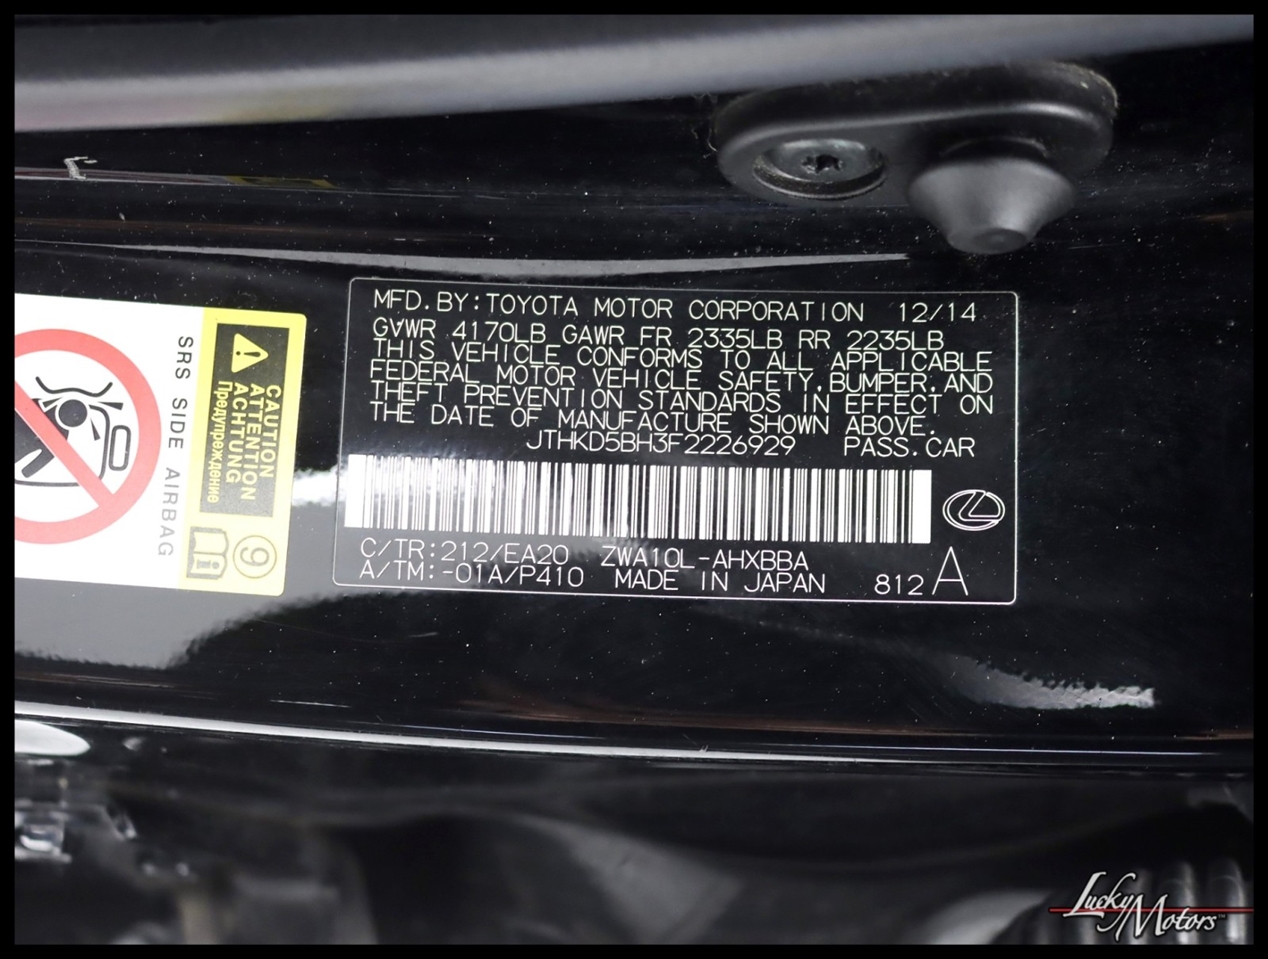 MFD.BY:TOYOTA MOTOR CORPORATION 12/14
GVWR 4170LB GAWR FR 2335LB RR 2235LB
THIS VEHICLE CONFORMS TO ALL APPLICABLE
FEDERAL MOTOR VEHICLE SAFETY,BUMPER,AND
THEFT PREVENTION STANDARDS IN EFFECT ON
THE DATE OF MANUFACTURE SHOWN ABOVE.
JTHKD5BH3F2226929 PASS.CAR
C/TR:212/EA20 ZWA10L-AHXBBA
A/TM:-01A/P410 MADE IN JAPAN 812 A
CAUTION
ATTENTION
ACHTUNG
Предупреждение
SRS SIDE AIRBAG
9
i
Lucky Motors™